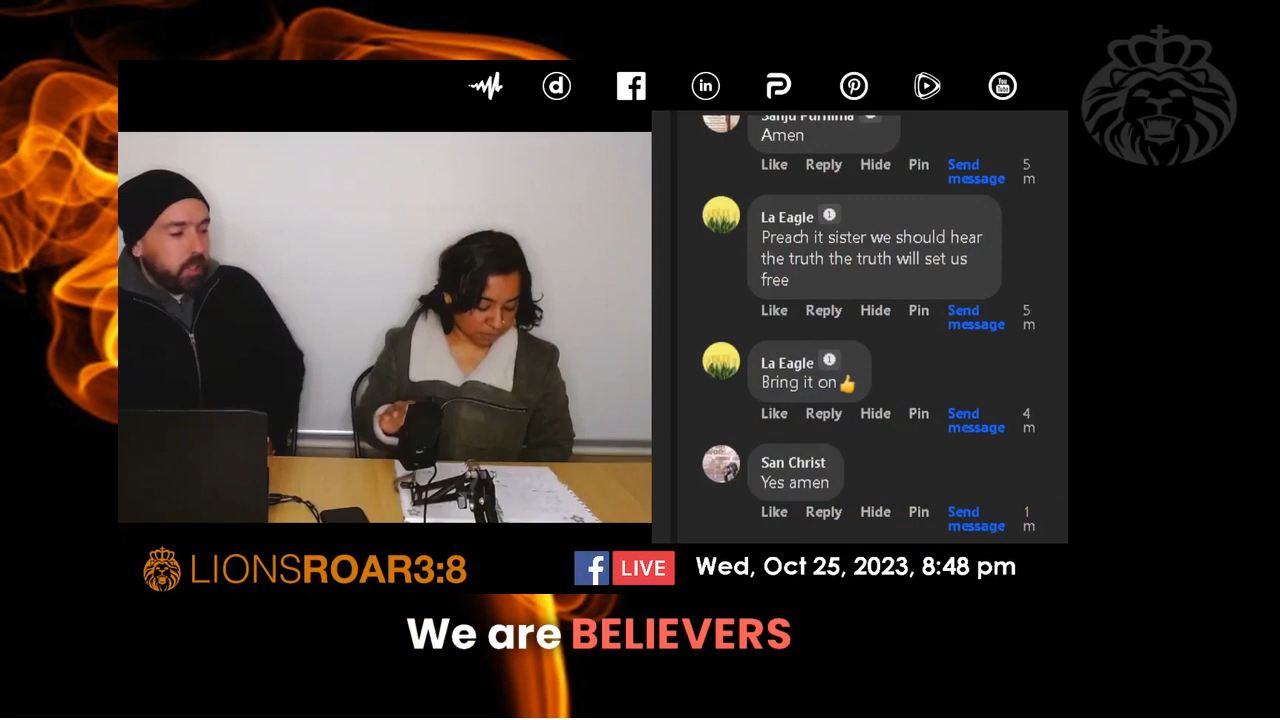 Sanju Purnima
Amen
Like Reply Hide Pin Send message 5 m
La Eagle
Preach it sister we should hear
the truth the truth will set us
free
Like Reply Hide Pin Send message 5 m
La Eagle
Bring it on👍
Like Reply Hide Pin Send message 4 m
San Christ
Yes amen
Like Reply Hide Pin Send message 1 m
LIONSROAR3:8
f LIVE Wed, Oct 25, 2023, 8:48 pm
We are BELIEVERS